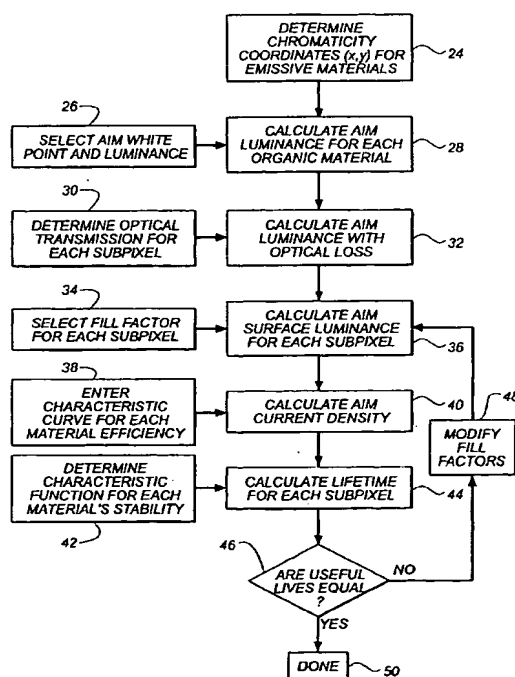 DETERMINE
CHROMATICITY
COORDINATES (x,y) FOR
EMISSIVE MATERIALS
24
26
SELECT AIM WHITE
POINT AND LUMINANCE
CALCULATE AIM
LUMINANCE FOR EACH
ORGANIC MATERIAL
28
30
DETERMINE OPTICAL
TRANSMISSION FOR
EACH SUBPIXEL
CALCULATE AIM
LUMINANCE WITH
OPTICAL LOSS
32
34
SELECT FILL FACTOR
FOR EACH SUBPIXEL
CALCULATE AIM
SURFACE LUMINANCE
FOR EACH SUBPIXEL
36
38
ENTER
CHARACTERISTIC
CURVE FOR EACH
MATERIAL EFFICIENCY
CALCULATE AIM
CURRENT DENSITY
40
48
MODIFY
FILL
FACTORS
DETERMINE
CHARACTERISTIC
FUNCTION FOR EACH
MATERIAL'S STABILITY
42
CALCULATE LIFETIME
FOR EACH SUBPIXEL
44
46
ARE USEFUL
LIVES EQUAL
?
NO
YES
DONE
50